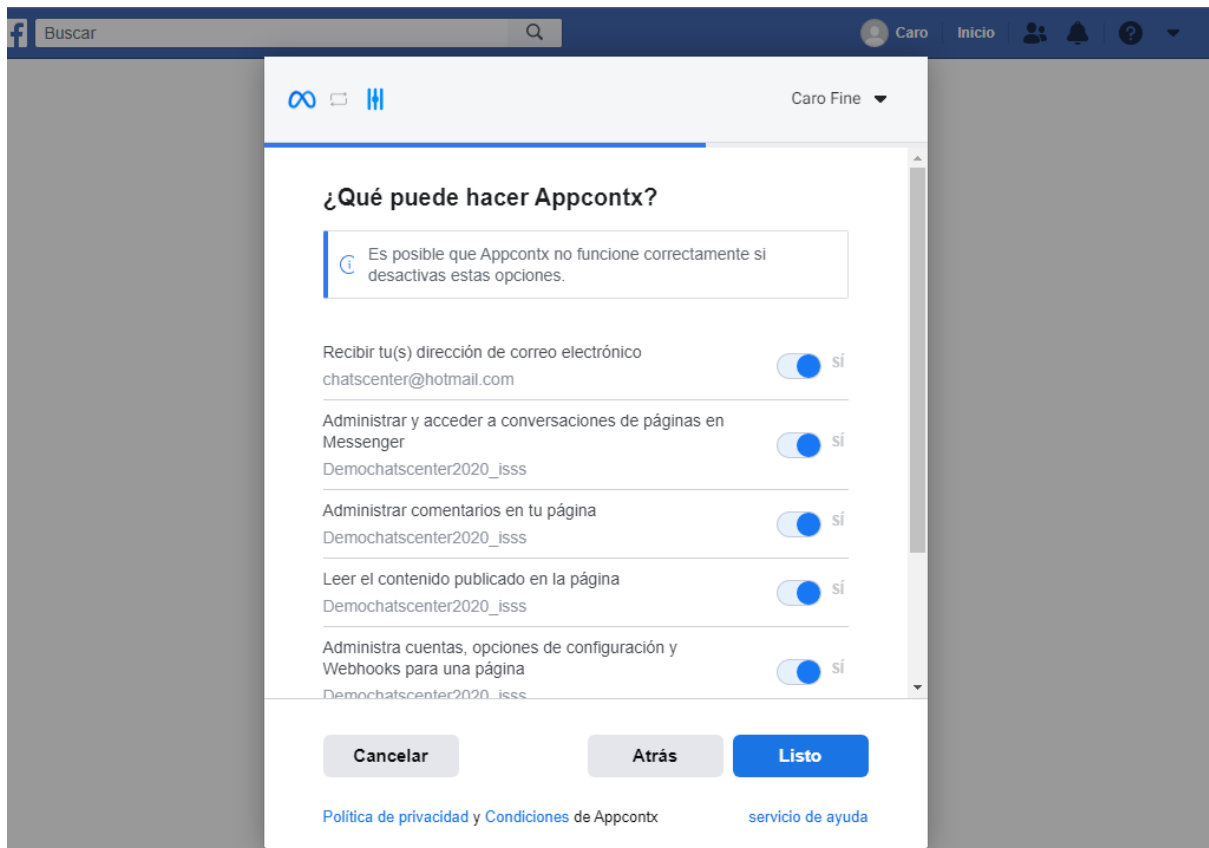 f
Buscar
Caro
Inicio
?
Caro Fine
¿Qué puede hacer Appcontx?
Es posible que Appcontx no funcione correctamente si
desactivas estas opciones.
Recibir tu(s) dirección de correo electrónico
SÍ
chatscenter@hotmail.com
Administrar y acceder a conversaciones de páginas en
Messenger
SÍ
Demochatscenter2020_isss
Administrar comentarios en tu página
SÍ
Demochatscenter2020_isss
Leer el contenido publicado en la página
SÍ
Demochatscenter2020_isss
Administra cuentas, opciones de configuración y
Webhooks para una página
SÍ
Demochatscenter2020_isss
Cancelar
Atrás
Listo
Política de privacidad y Condiciones de Appcontx
servicio de ayuda